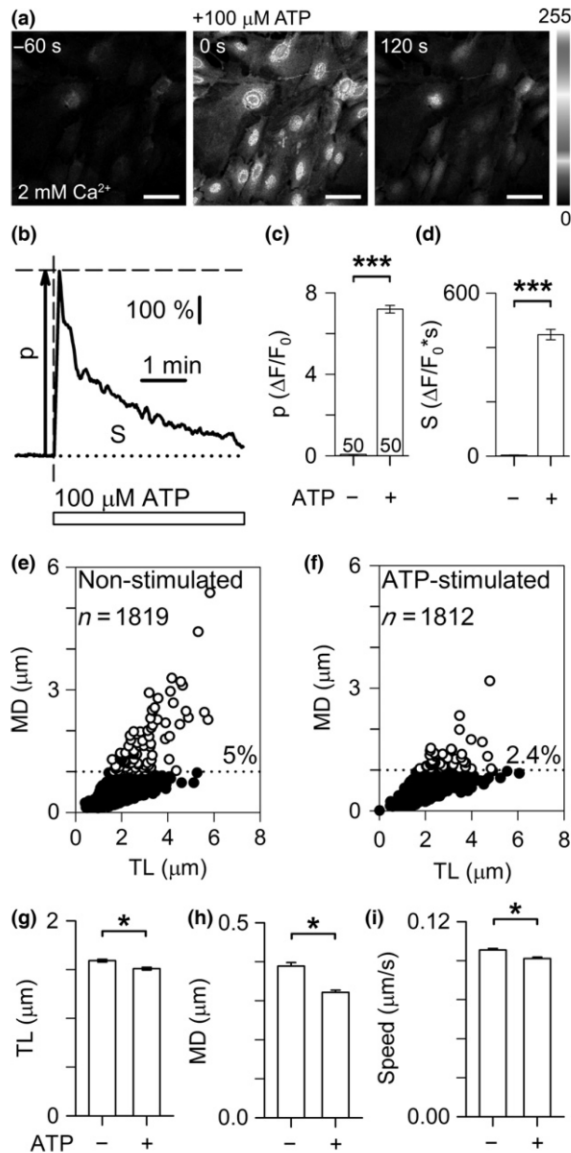 (a)
+100 μM ATP
255
–60 s
0 s
120 s
2 mM Ca²⁺
0
(b)
p
100 %
1 min
S
100 μM ATP
(c)
***
p (ΔF/F₀)
8
4
0
50
50
ATP
–
+
(d)
***
S (ΔF/F₀*s)
600
0
–
+
(e)
Non-stimulated
n = 1819
MD (μm)
6
3
0
5%
0 2 4 6 8
TL (μm)
(f)
ATP-stimulated
n = 1812
MD (μm)
6
3
0
2.4%
0 2 4 6 8
TL (μm)
(g)
*
TL (μm)
2
0
ATP
–
+
(h)
*
MD (μm)
0.5
0.0
–
+
(i)
*
Speed (μm/s)
0.12
0.00
–
+